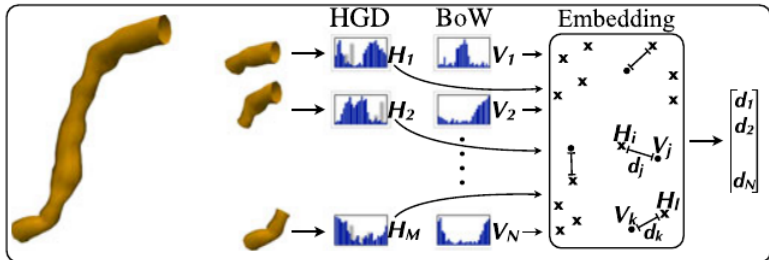 HGD BoW Embedding
H1 V1
H2 V2
Hi Vj
dj
HM VN
Vk Hl
dk
d1
d2
dN